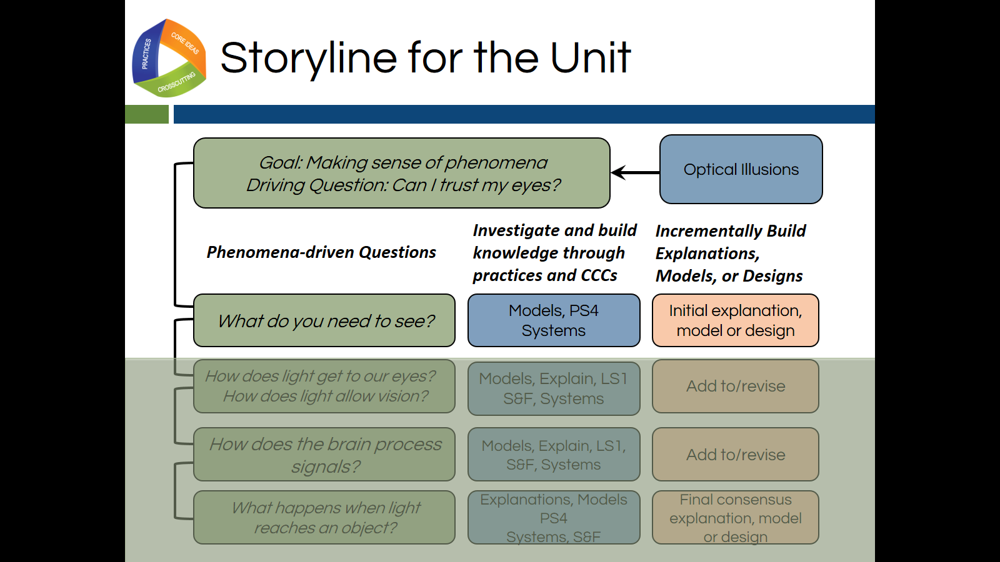 PRACTICES
CORE IDEAS
CROSSCUTTING
Storyline for the Unit
Goal: Making sense of phenomena
Driving Question: Can I trust my eyes?
Optical Illusions
Phenomena-driven Questions
Investigate and build
knowledge through
practices and CCCs
Incrementally Build
Explanations,
Models, or Designs
What do you need to see?
Models, PS4
Systems
Initial explanation,
model or design
How does light get to our eyes?
How does light allow vision?
Models, Explain, LS1
S&F, Systems
Add to/revise
How does the brain process
signals?
Models, Explain, LS1,
S&F, Systems
Add to/revise
What happens when light
reaches an object?
Explanations, Models
PS4
Systems, S&F
Final consensus
explanation, model
or design